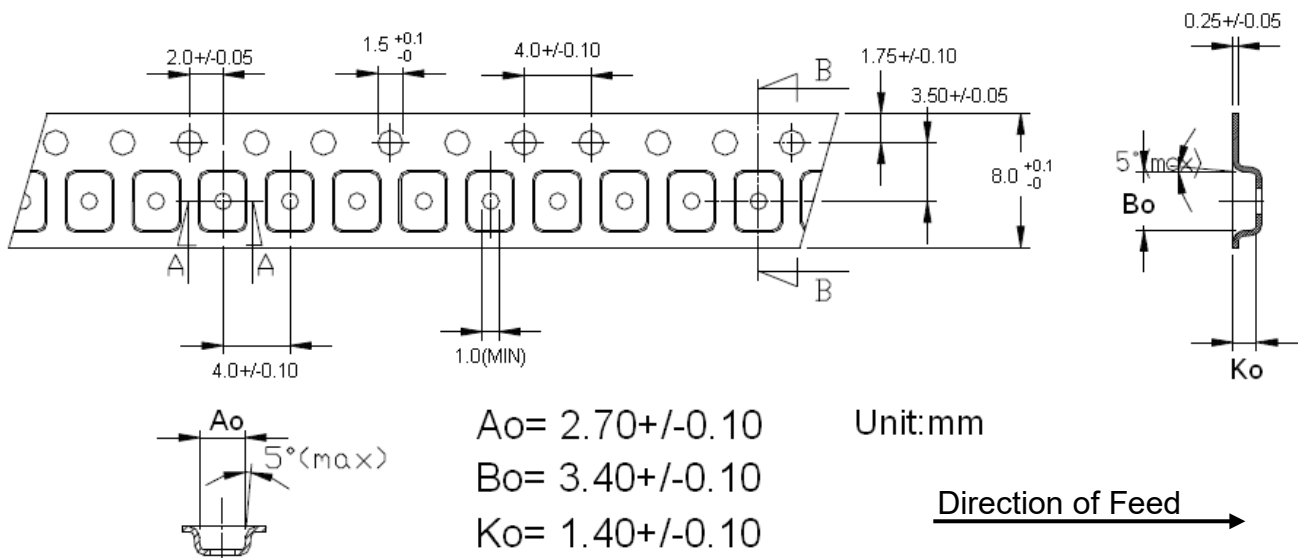 0.25+/-0.05
2.0+/-0.05
1.5 +0.1 -0
4.0+/-0.10
B
1.75+/-0.10
3.50+/-0.05
8.0 +0.1 -0
5°(max)
Bo
A
A
B
1.0(MIN)
4.0+/-0.10
Ko
Ao
5°(max)
Ao= 2.70+/-0.10
Unit:mm
Bo= 3.40+/-0.10
Direction of Feed
Ko= 1.40+/-0.10